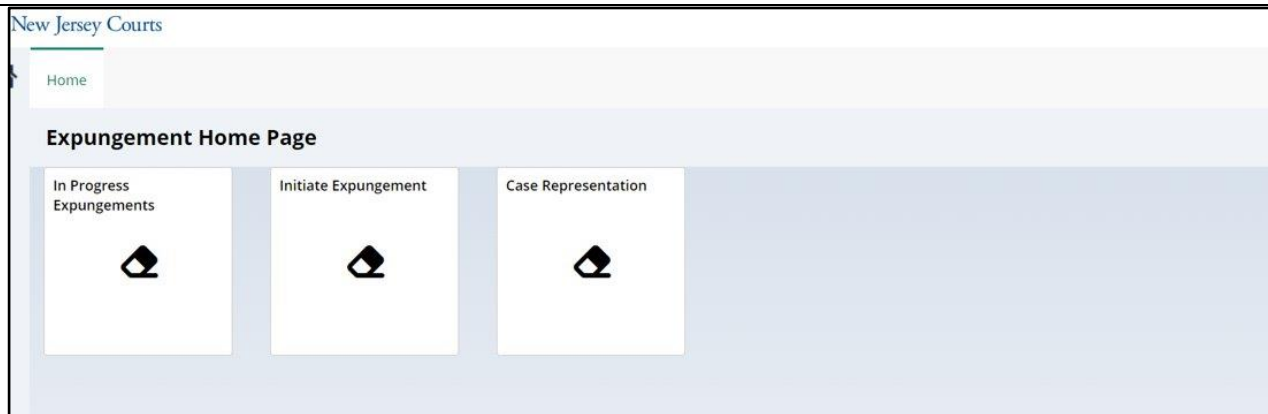 New Jersey Courts
Home
Expungement Home Page
In Progress
Expungements
Initiate Expungement
Case Representation